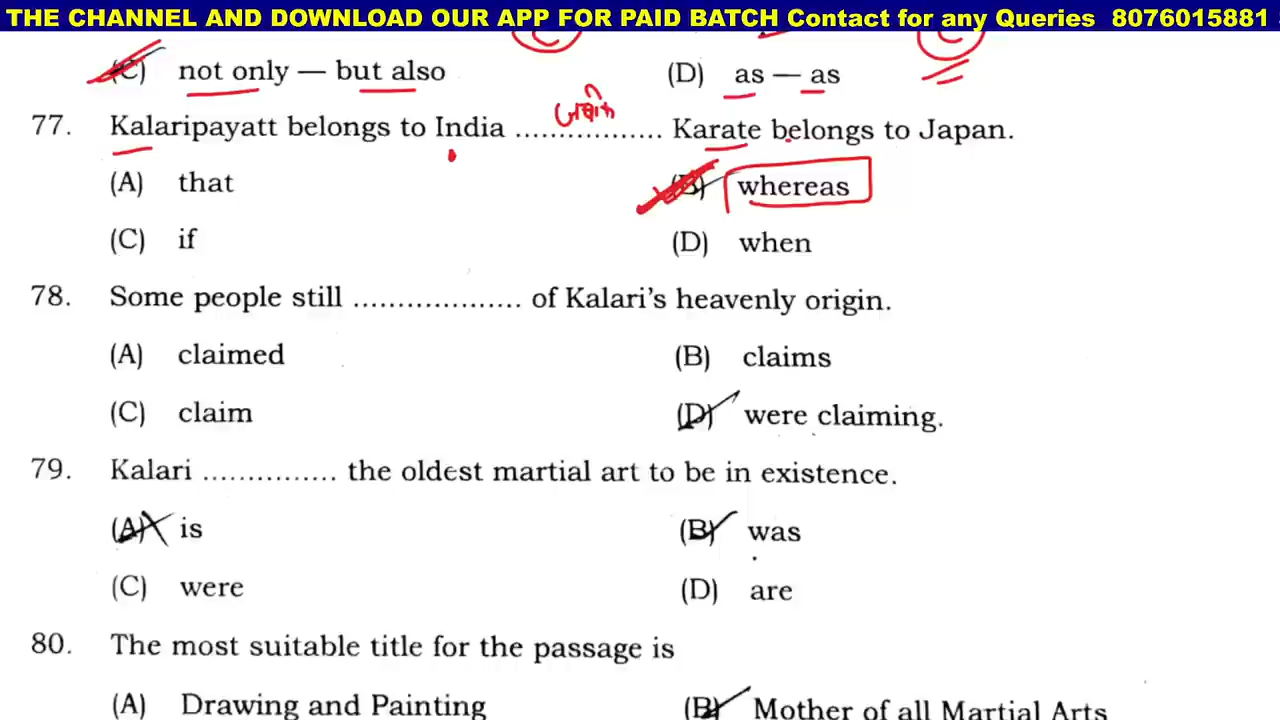 THE CHANNEL AND DOWNLOAD OUR APP FOR PAID BATCH Contact for any Queries 8076015881
(C) not only — but also (D) as — as
77. Kalaripayatt belongs to India .................. Karate belongs to Japan.
(A) that (B) whereas
(C) if (D) when
78. Some people still ................... of Kalari's heavenly origin.
(A) claimed (B) claims
(C) claim (D) were claiming.
79. Kalari ............... the oldest martial art to be in existence.
(A) is (B) was
(C) were (D) are
80. The most suitable title for the passage is
(A) Drawing and Painting (B) Mother of all Martial Arts